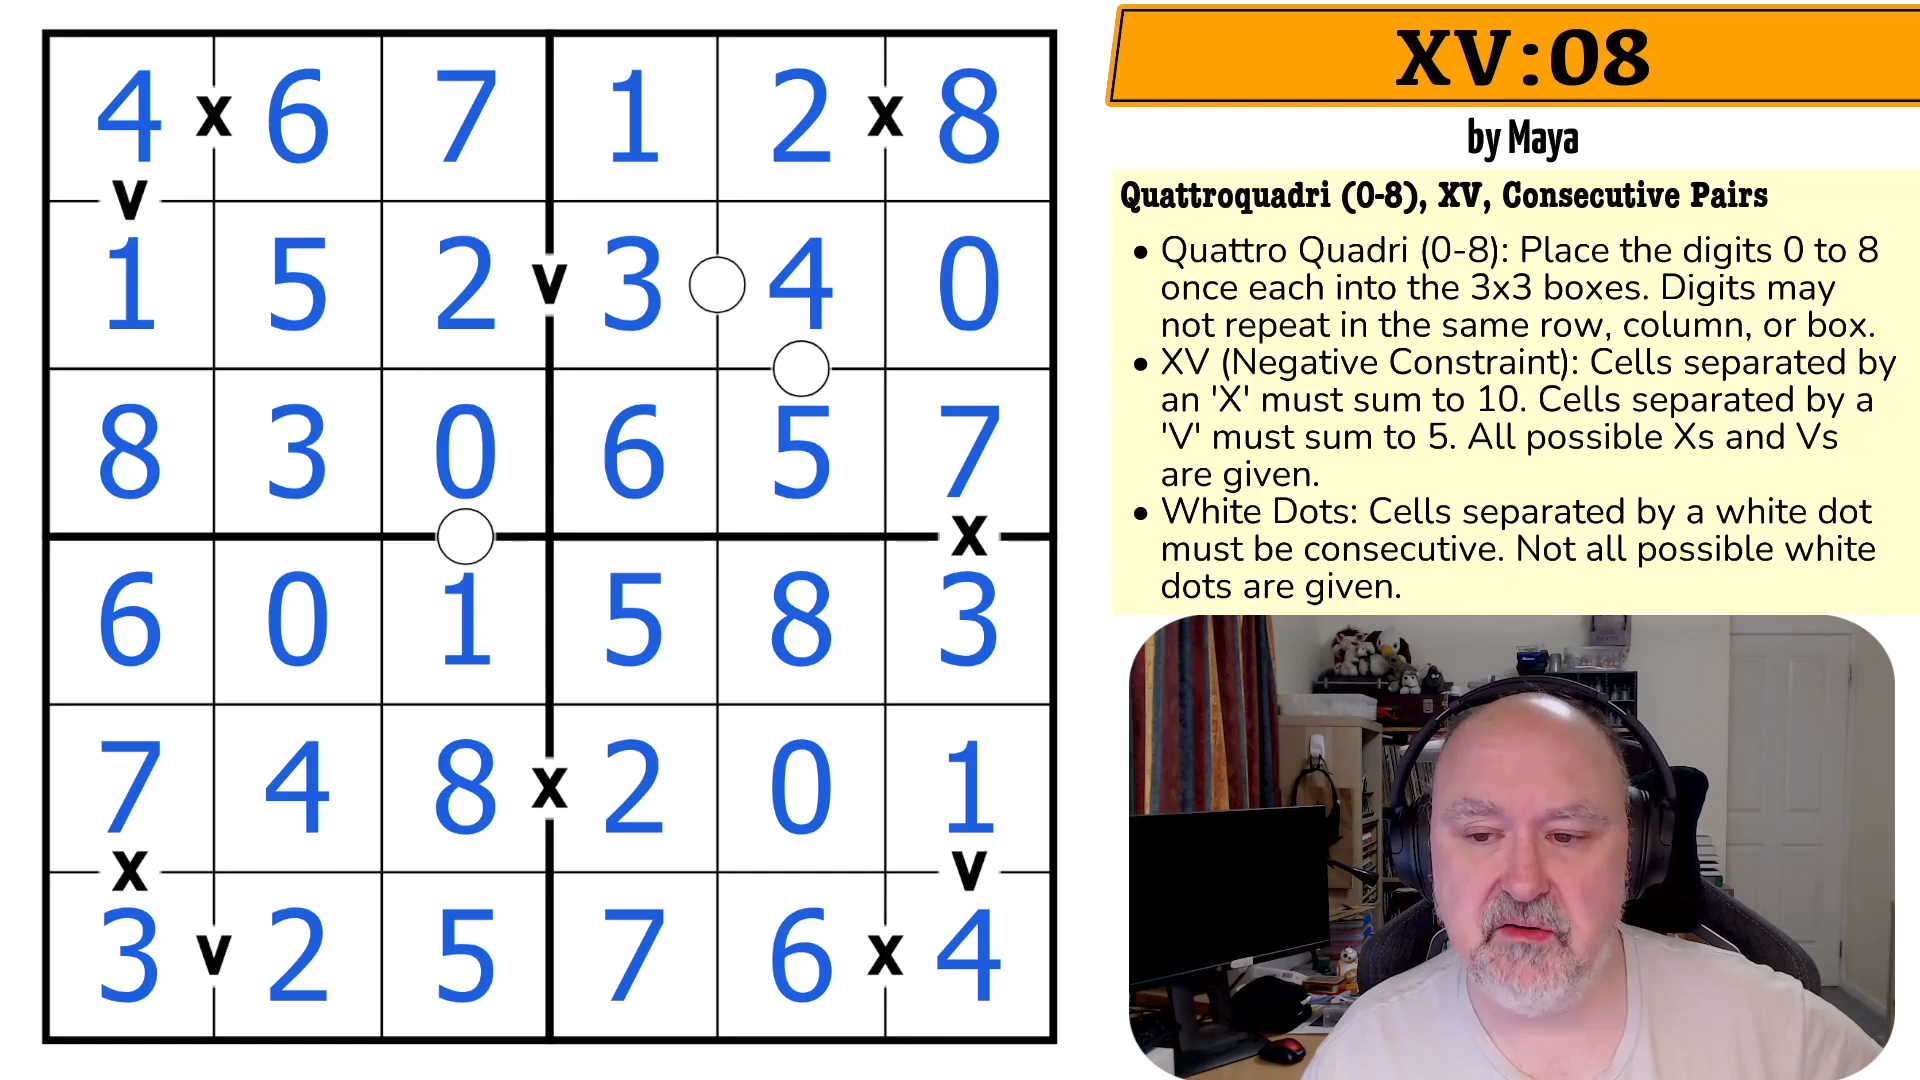 XV:08
by Maya
Quattroquadri (0-8), XV, Consecutive Pairs
• Quattro Quadri (0-8): Place the digits 0 to 8
once each into the 3x3 boxes. Digits may
not repeat in the same row, column, or box.
• XV (Negative Constraint): Cells separated by
an 'X' must sum to 10. Cells separated by a
'V' must sum to 5. All possible Xs and Vs
are given.
• White Dots: Cells separated by a white dot
must be consecutive. Not all possible white
dots are given.
4 X 6 7 1 2 X 8
V
1 5 2 V 3 4 0
8 3 0 6 5 7
X
6 0 1 5 8 3
7 4 8 X 2 0 1
X V
3 V 2 5 7 6 X 4